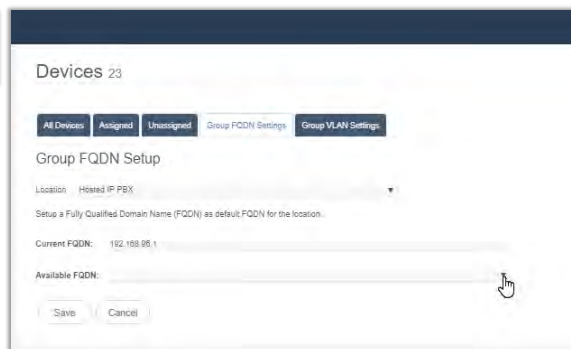 Devices 23
All Devices Assigned Unassigned Group FQDN Settings Group VLAN Settings
Group FQDN Setup
Location Hosted IP PBX
Setup a Fully Qualified Domain Name (FQDN) as default FQDN for the location.
Current FQDN: 192.168.96.1
Available FQDN:
Save Cancel